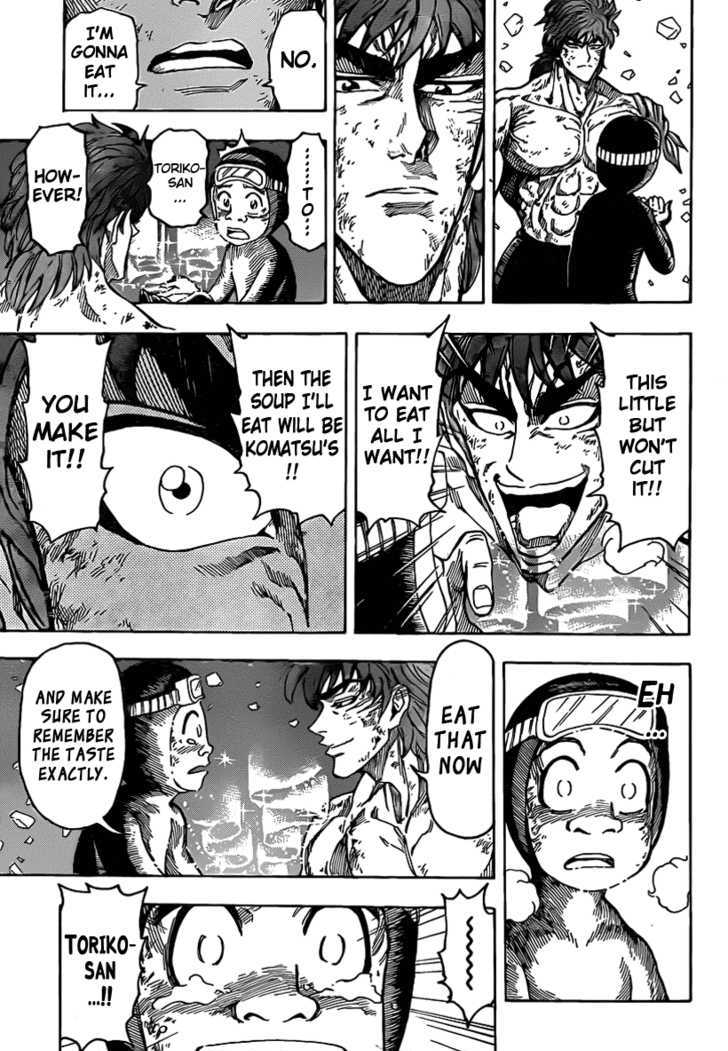 NO.
I'M
GONNA
EAT
IT...
......
TO...
TORIKO-
SAN
...
HOW-
EVER!
THIS
LITTLE
BUT
WON'T
CUT
IT!!
I WANT
TO EAT
ALL I
WANT!!
THEN THE
SOUP I'LL
EAT WILL BE
KOMATSU'S
!!
YOU
MAKE
IT!!
EH
...
EAT
THAT
NOW
AND MAKE
SURE TO
REMEMBER
THE TASTE
EXACTLY.
TORIKO-
SAN
...!!